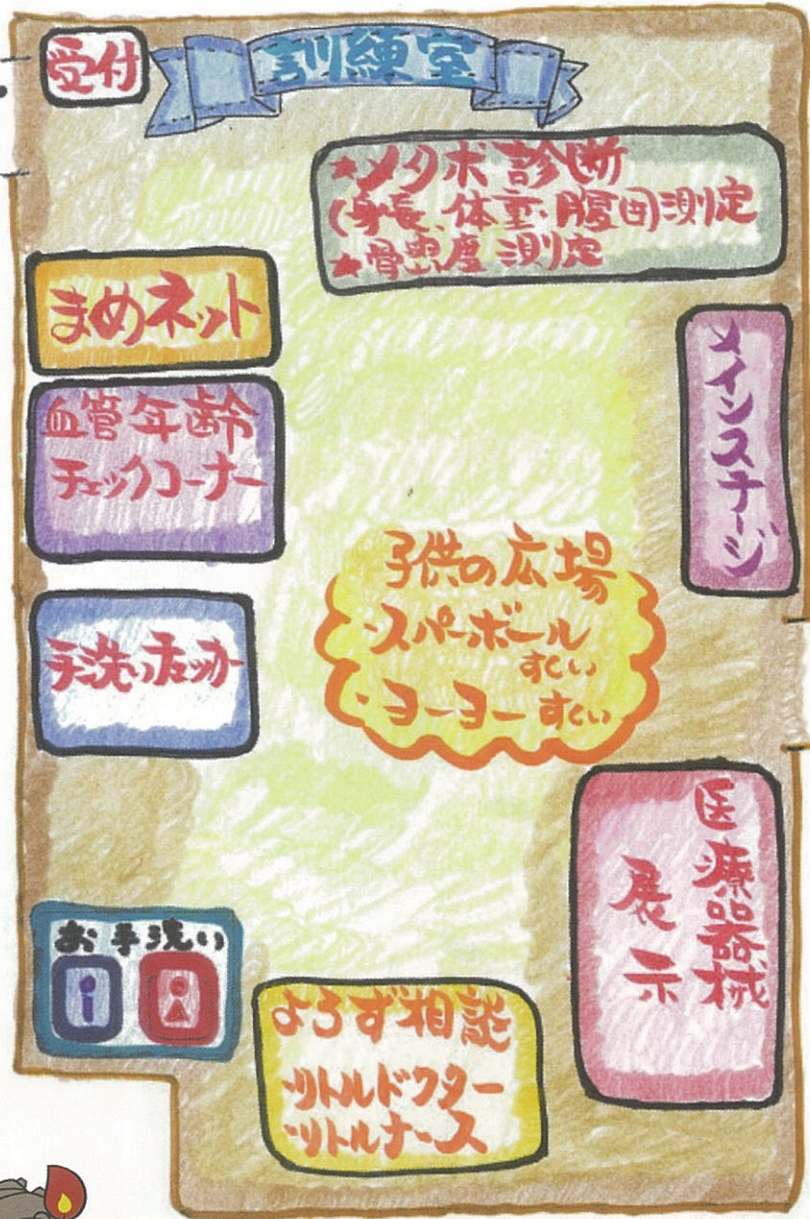 受付
訓練室
★メタボ診断
(身長、体重・腹囲測定
★骨密度測定
まめネット
メインステージ
血管年齢
チェックコーナー
子供の広場
・スパーボール
すくい
・ヨーヨーすくい
手洗いチェッカー
医療器械
展示
お手洗い
よろず相談
・リトルドクター
・リトルナース